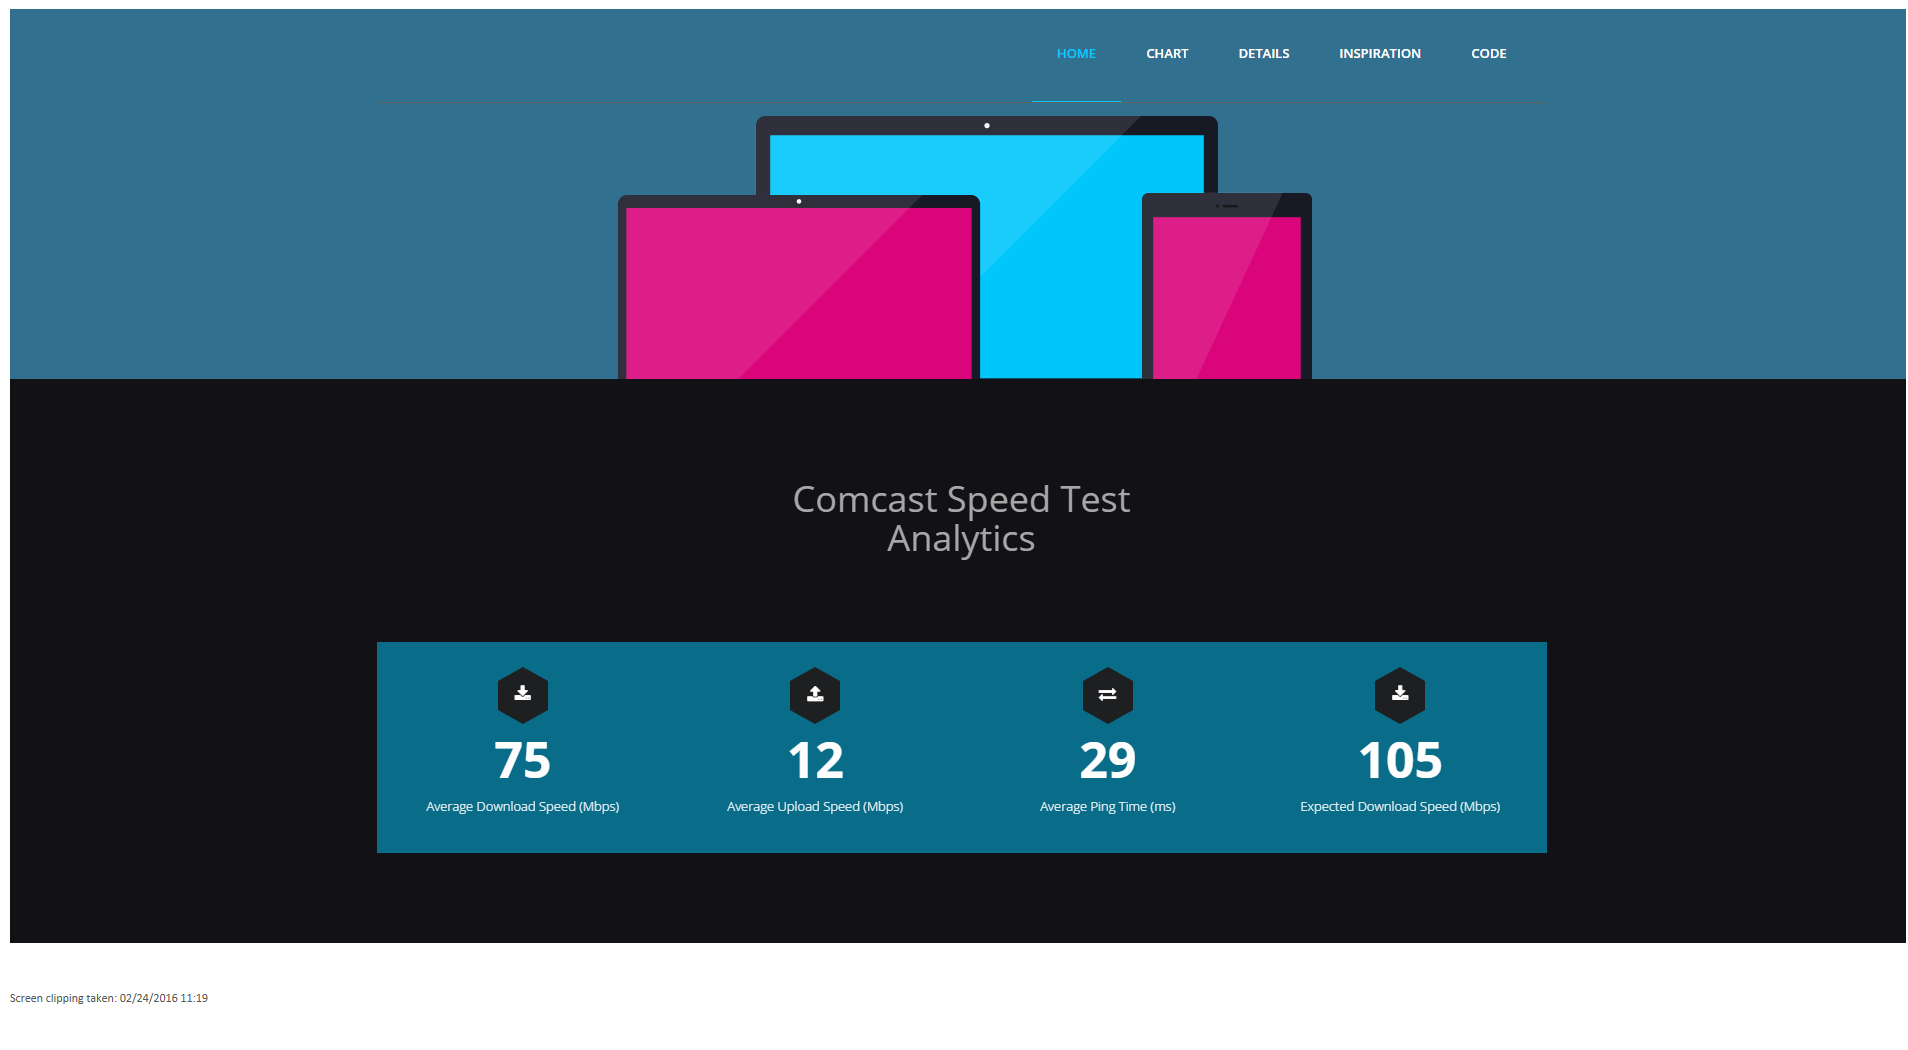 HOME CHART DETAILS INSPIRATION CODE
Comcast Speed Test
Analytics
75 12 29 105
Average Download Speed (Mbps) Average Upload Speed (Mbps) Average Ping Time (ms) Expected Download Speed (Mbps)
Screen clipping taken: 02/24/2016 11:19